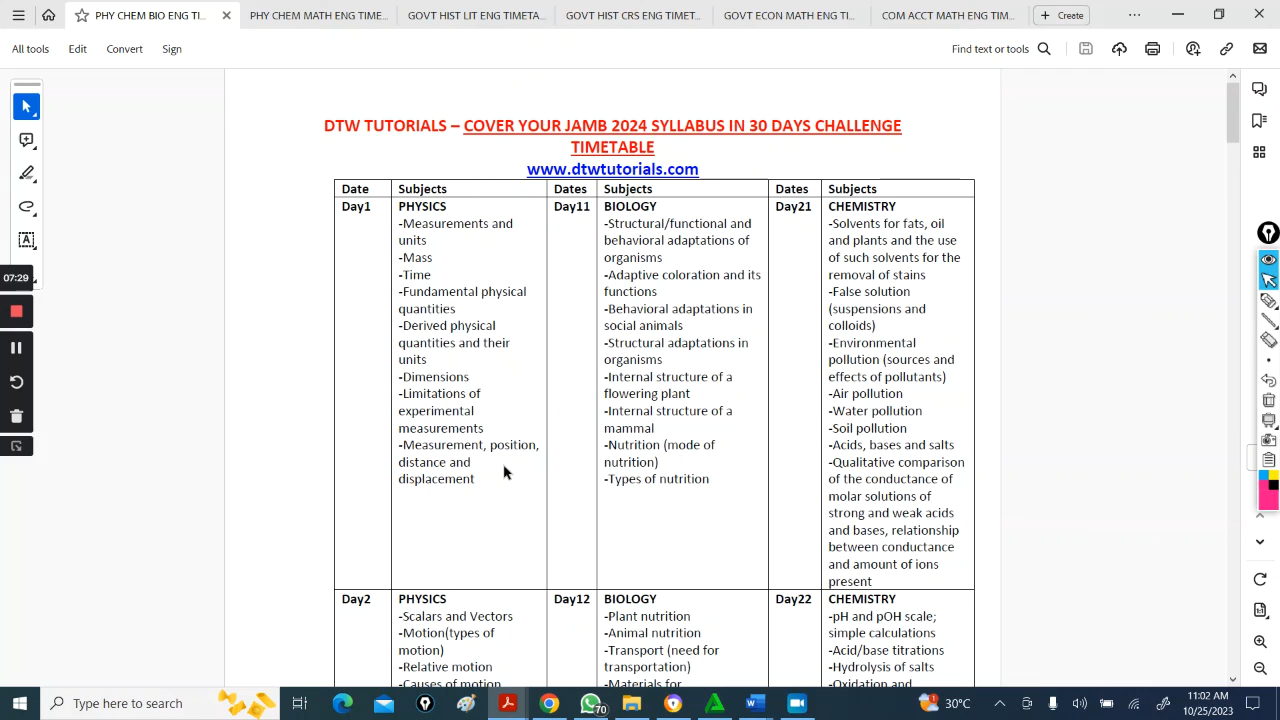 PHY CHEM BIO ENG TI...
PHY CHEM MATH ENG TIME...
GOVT HIST LIT ENG TIMETA...
GOVT HIST CRS ENG TIMET...
GOVT ECON MATH ENG TI...
COM ACCT MATH ENG TIM...
+ Create
All tools
Edit
Convert
Sign
Find text or tools
DTW TUTORIALS – COVER YOUR JAMB 2024 SYLLABUS IN 30 DAYS CHALLENGE
TIMETABLE
www.dtwtutorials.com
Date
Subjects
Dates
Subjects
Dates
Subjects
Day1
PHYSICS
-Measurements and
units
-Mass
-Time
-Fundamental physical
quantities
-Derived physical
quantities and their
units
-Dimensions
-Limitations of
experimental
measurements
-Measurement, position,
distance and
displacement
Day11
BIOLOGY
-Structural/functional and
behavioral adaptations of
organisms
-Adaptive coloration and its
functions
-Behavioral adaptations in
social animals
-Structural adaptations in
organisms
-Internal structure of a
flowering plant
-Internal structure of a
mammal
-Nutrition (mode of
nutrition)
-Types of nutrition
Day21
CHEMISTRY
-Solvents for fats, oil
and plants and the use
of such solvents for the
removal of stains
-False solution
(suspensions and
colloids)
-Environmental
pollution (sources and
effects of pollutants)
-Air pollution
-Water pollution
-Soil pollution
-Acids, bases and salts
-Qualitative comparison
of the conductance of
molar solutions of
strong and weak acids
and bases, relationship
between conductance
and amount of ions
present
Day2
PHYSICS
-Scalars and Vectors
-Motion(types of
motion)
-Relative motion
-Causes of motion
Day12
BIOLOGY
-Plant nutrition
-Animal nutrition
-Transport (need for
transportation)
-Materials for
Day22
CHEMISTRY
-pH and pOH scale;
simple calculations
-Acid/base titrations
-Hydrolysis of salts
-Oxidation and
07:29
Type here to search
70
30°C
11:02 AM
10/25/2023